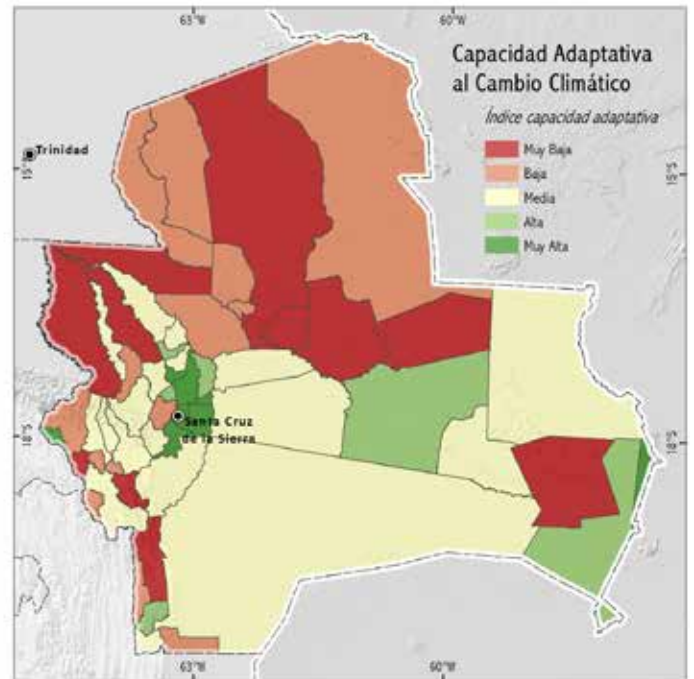 63°W
60°W
Capacidad Adaptativa
al Cambio Climático
Índice capacidad adaptativa
Muy Baja
Baja
Media
Alta
Muy Alta
Trinidad
15°S
15°S
Santa Cruz
de la Sierra
18°S
18°S
63°W
60°W